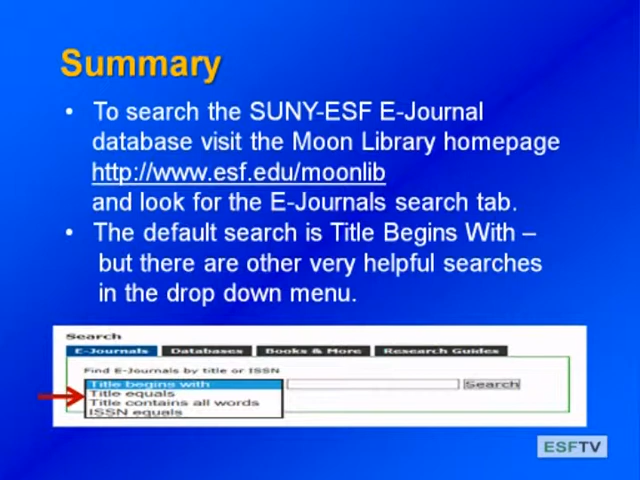 Summary
• To search the SUNY-ESF E-Journal
database visit the Moon Library homepage
http://www.esf.edu/moonlib
and look for the E-Journals search tab.
• The default search is Title Begins With –
but there are other very helpful searches
in the drop down menu.
Search
E-Journals Databases Books & More Research Guides
Find E-Journals by title or ISSN
Title begins with Search
Title equals
Title contains all words
ISSN equals
ESFTV